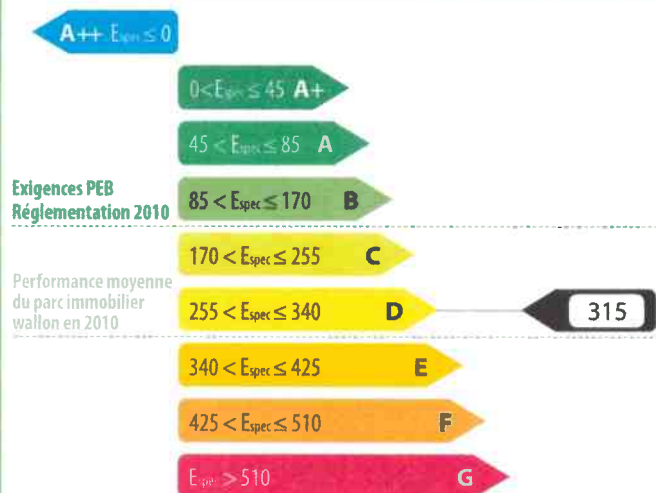 A++ Espec ≤ 0
0 < Espec ≤ 45 A+
45 < Espec ≤ 85 A
Exigences PEB
Réglementation 2010
85 < Espec ≤ 170 B
170 < Espec ≤ 255 C
Performance moyenne
du parc immobilier
wallon en 2010
255 < Espec ≤ 340 D
315
340 < Espec ≤ 425 E
425 < Espec ≤ 510 F
Espec > 510 G